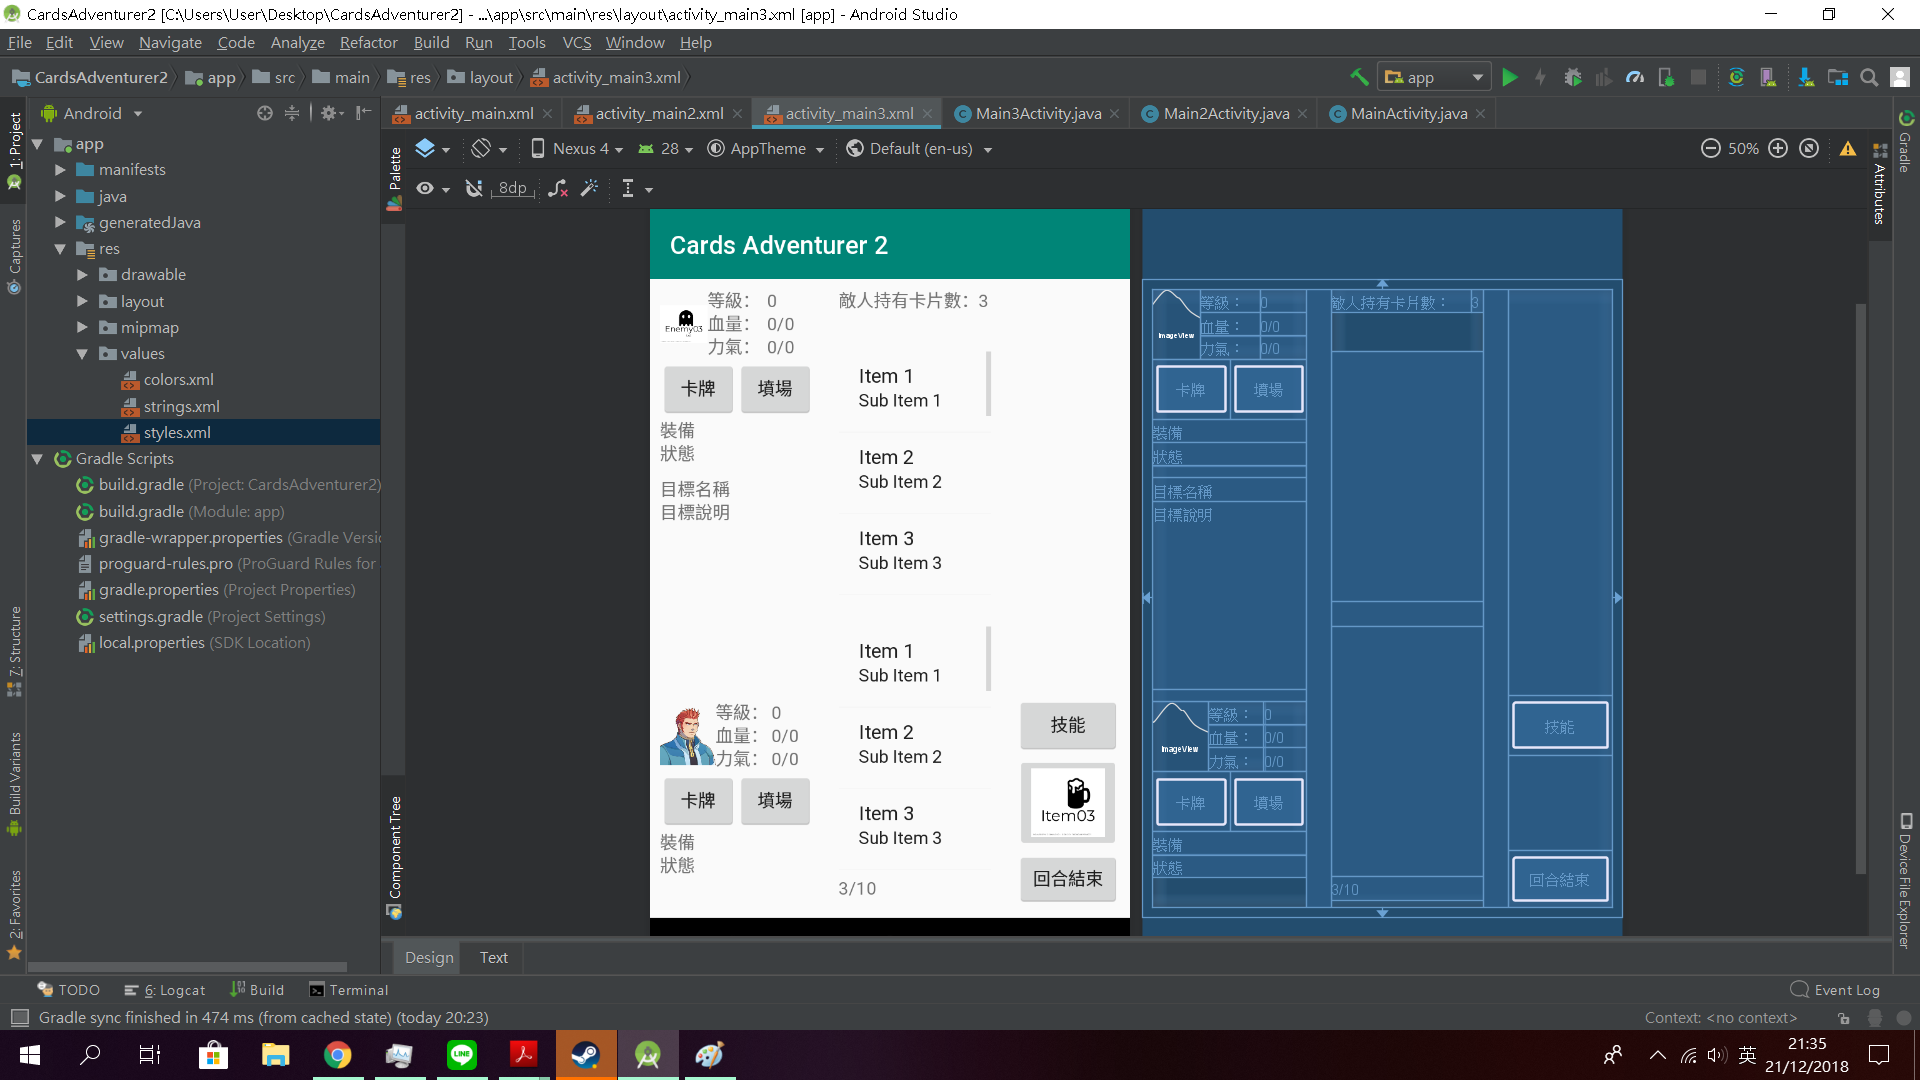 CardsAdventurer2 [C:\Users\User\Desktop\CardsAdventurer2] - ...\app\src\main\res\layout\activity_main3.xml [app] - Android Studio
File Edit View Navigate Code Analyze Refactor Build Run Tools VCS Window Help
CardsAdventurer2 app src main res layout activity_main3.xml
app
Android
activity_main.xml activity_main2.xml activity_main3.xml Main3Activity.java Main2Activity.java MainActivity.java
Nexus 4 28 AppTheme Default (en-us) 50%
8dp
1: Project
Captures
7: Structure
Build Variants
2: Favorites
app
manifests
java
generatedJava
res
drawable
layout
mipmap
values
colors.xml
strings.xml
styles.xml
Gradle Scripts
build.gradle (Project: CardsAdventurer2)
build.gradle (Module: app)
gradle-wrapper.properties (Gradle Versi
proguard-rules.pro (ProGuard Rules for
gradle.properties (Project Properties)
settings.gradle (Project Settings)
local.properties (SDK Location)
Palette
Component Tree
Cards Adventurer 2
Enemy03
等級： 0
血量： 0/0
力氣： 0/0
卡牌 墳場
裝備
狀態
目標名稱
目標說明
敵人持有卡片數：3
Item 1
Sub Item 1
Item 2
Sub Item 2
Item 3
Sub Item 3
Item 1
Sub Item 1
Item 2
Sub Item 2
Item 3
Sub Item 3
3/10
等級： 0
血量： 0/0
力氣： 0/0
卡牌 墳場
裝備
狀態
技能
Item03
回合結束
ImageView
等級： 0
血量： 0/0
力氣： 0/0
卡牌 墳場
裝備
狀態
目標名稱
目標說明
敵人持有卡片數： 3
ImageView
等級： 0
血量： 0/0
力氣： 0/0
卡牌 墳場
裝備
狀態
3/10
技能
回合結束
Gradle
Attributes
Device File Explorer
Design Text
TODO 6: Logcat Build Terminal Event Log
Gradle sync finished in 474 ms (from cached state) (today 20:23) Context: <no context>
LINE
英
21:35
21/12/2018